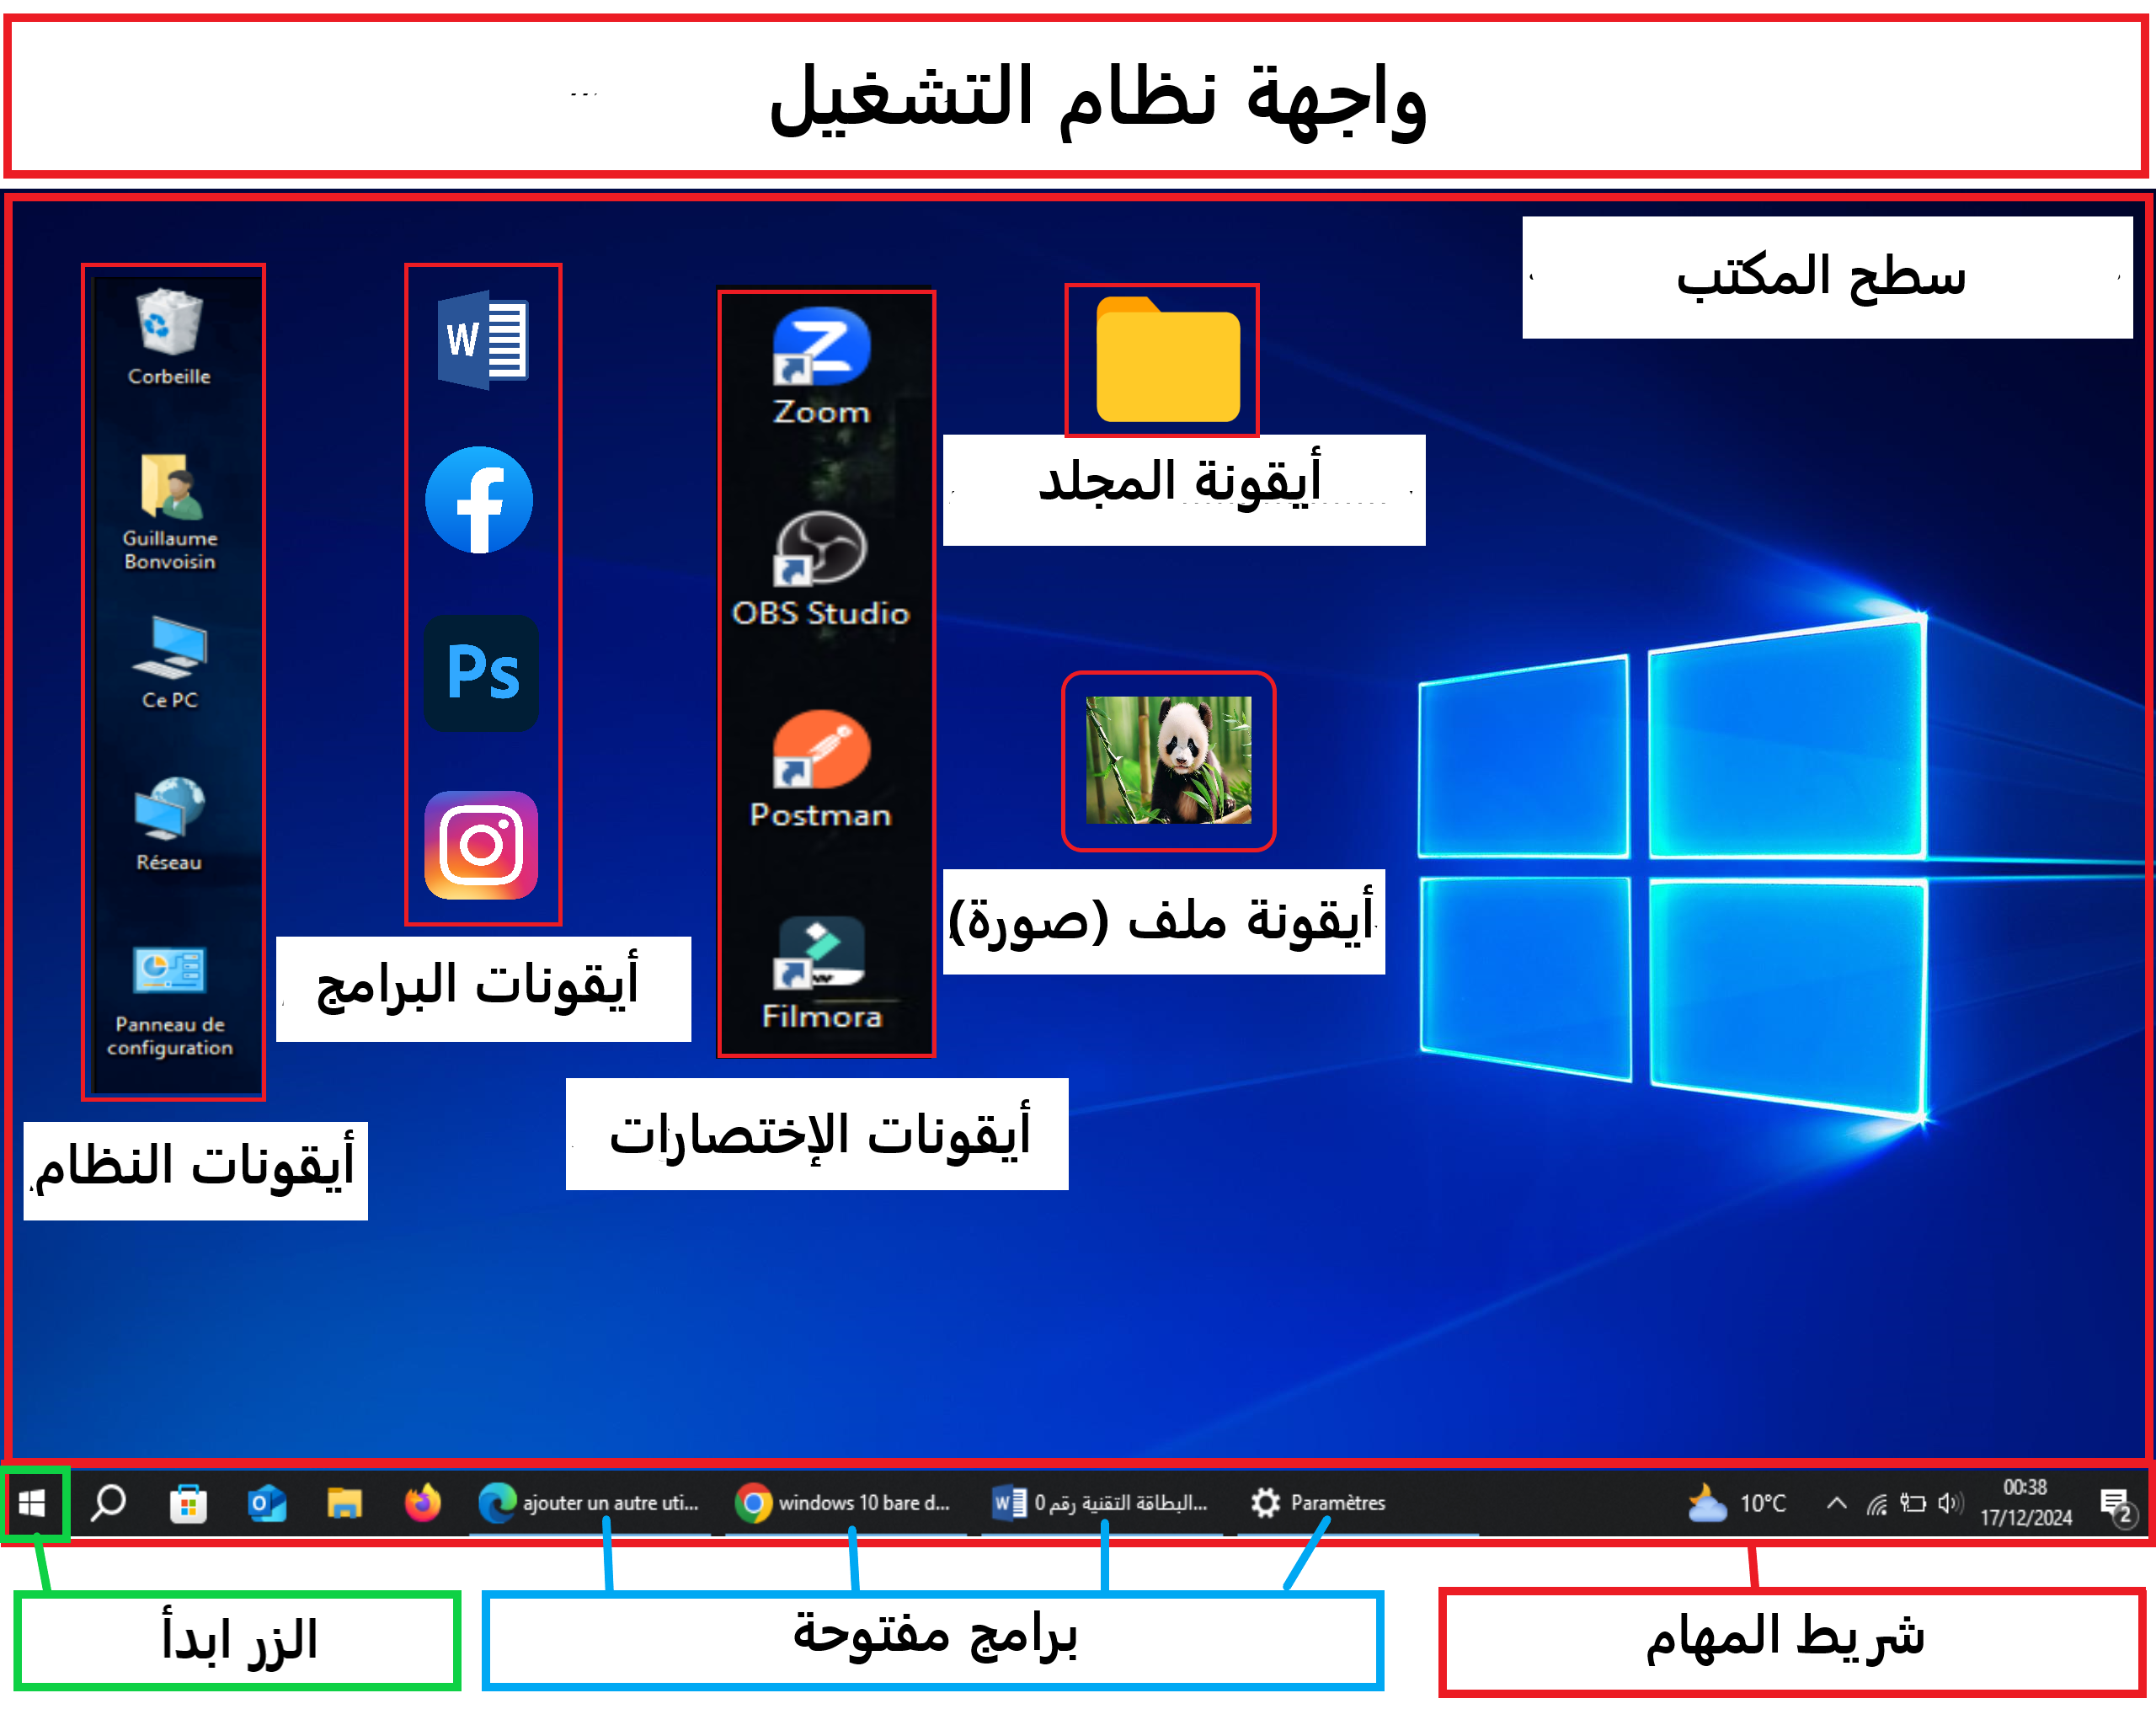 واجهة نظام التشغيل
سطح المكتب
Corbeille
Guillaume
Bonvoisin
Ce PC
Réseau
Panneau de
configuration
أيقونات النظام
W
Ps
أيقونات البرامج
Zoom
OBS Studio
Postman
Filmora
أيقونات الإختصارات
أيقونة المجلد
أيقونة ملف (صورة)
ajouter un autre uti...
windows 10 bare d...
البطاقة التقنية رقم 0...
Paramètres
10°C
00:38
17/12/2024
2
الزر ابدأ
برامج مفتوحة
شريط المهام